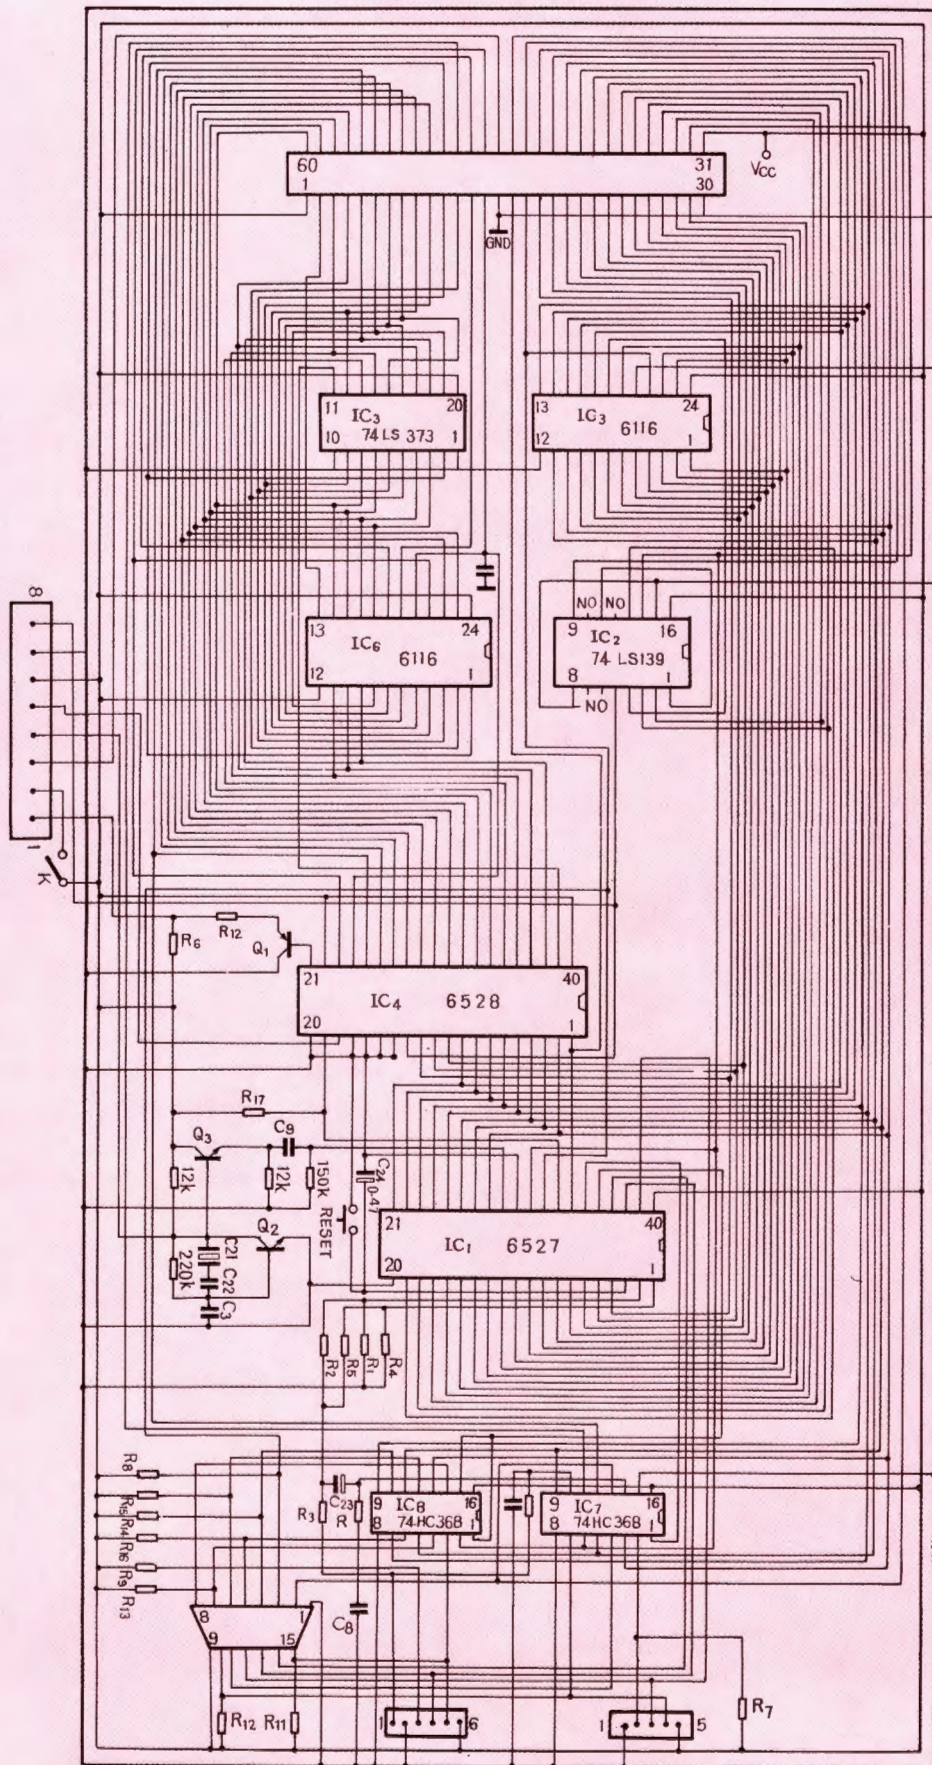 60 31
1 30
VCC
GND
11 20
IC3
74 LS 373
10 1
13 24
IC3
6116
12 1
8
1
K
13 24
IC6
6116
12 1
NO NO
9 16
IC2
74 LS139
8 1
NO
R6
R12
Q1
21 40
IC4 6528
20 1
R17
Q3
C9
12k
12k
150k
C24
0.47
RESET
Q2
C21
220k
C22
C3
21 40
IC1 6527
20 1
R2
R5
R1
R4
R8
R15
R14
R16
R9
R13
R3
C23
R
9 16
IC8
74HC368
8 1
9 16
IC7
74HC368
8 1
C8
8 1
9 15
R12
R11
1 6
1 5
R7